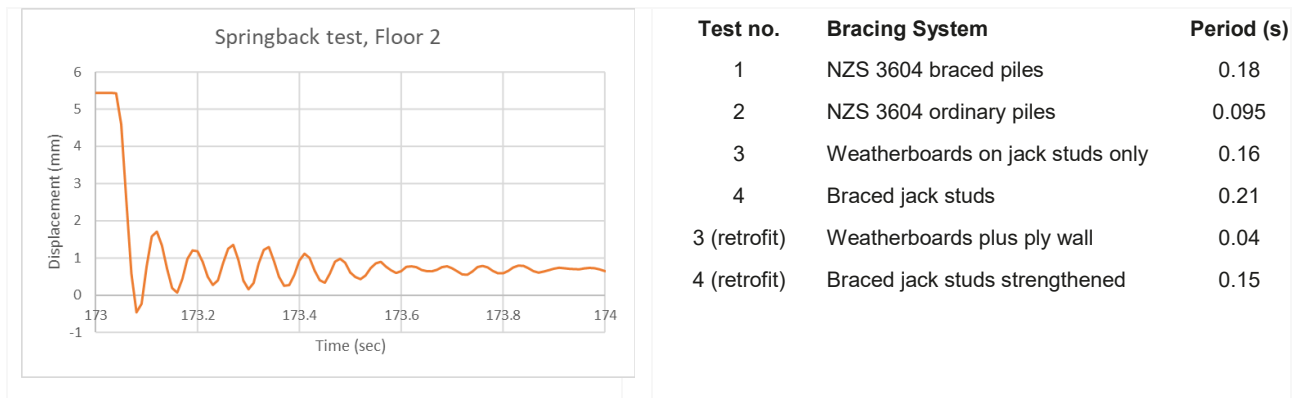 Springback test, Floor 2
6
5
4
3
2
1
0
-1
Displacement (mm)
173 173.2 173.4 173.6 173.8 174
Time (sec)
Test no. Bracing System Period (s)
1 NZS 3604 braced piles 0.18
2 NZS 3604 ordinary piles 0.095
3 Weatherboards on jack studs only 0.16
4 Braced jack studs 0.21
3 (retrofit) Weatherboards plus ply wall 0.04
4 (retrofit) Braced jack studs strengthened 0.15